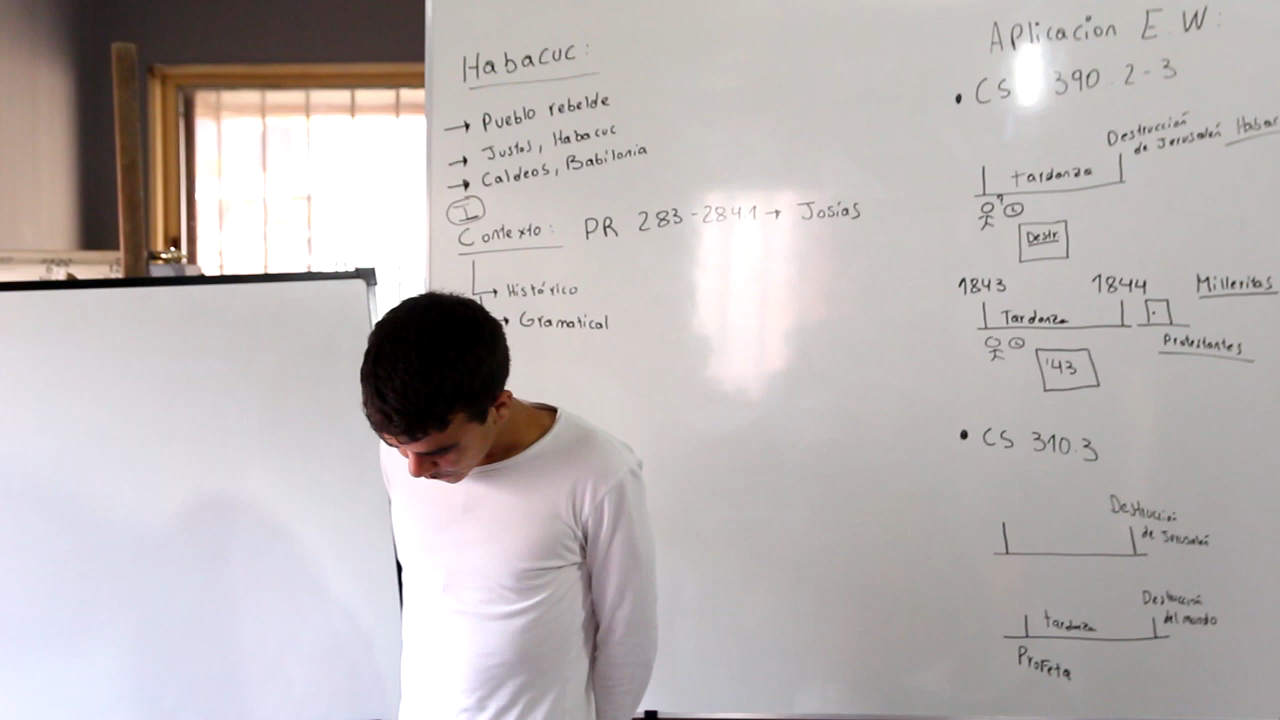 Habacuc:
→ Pueblo rebelde
→ Justos, Habacuc
→ Caldeos, Babilonia
I
Contexto: PR 283-284.1 → Josías
→ Histórico
→ Gramatical
Aplicacion E.W:
• CS 390.2-3
Destrucción
de Jerusalén
tardanza
?
Destr.
1843 1844 Milleritas
Tardanza
Protestantes
'43
• CS 310.3
Destrucción
de Jerusalén
Destrucción
del mundo
tardanza
Profeta